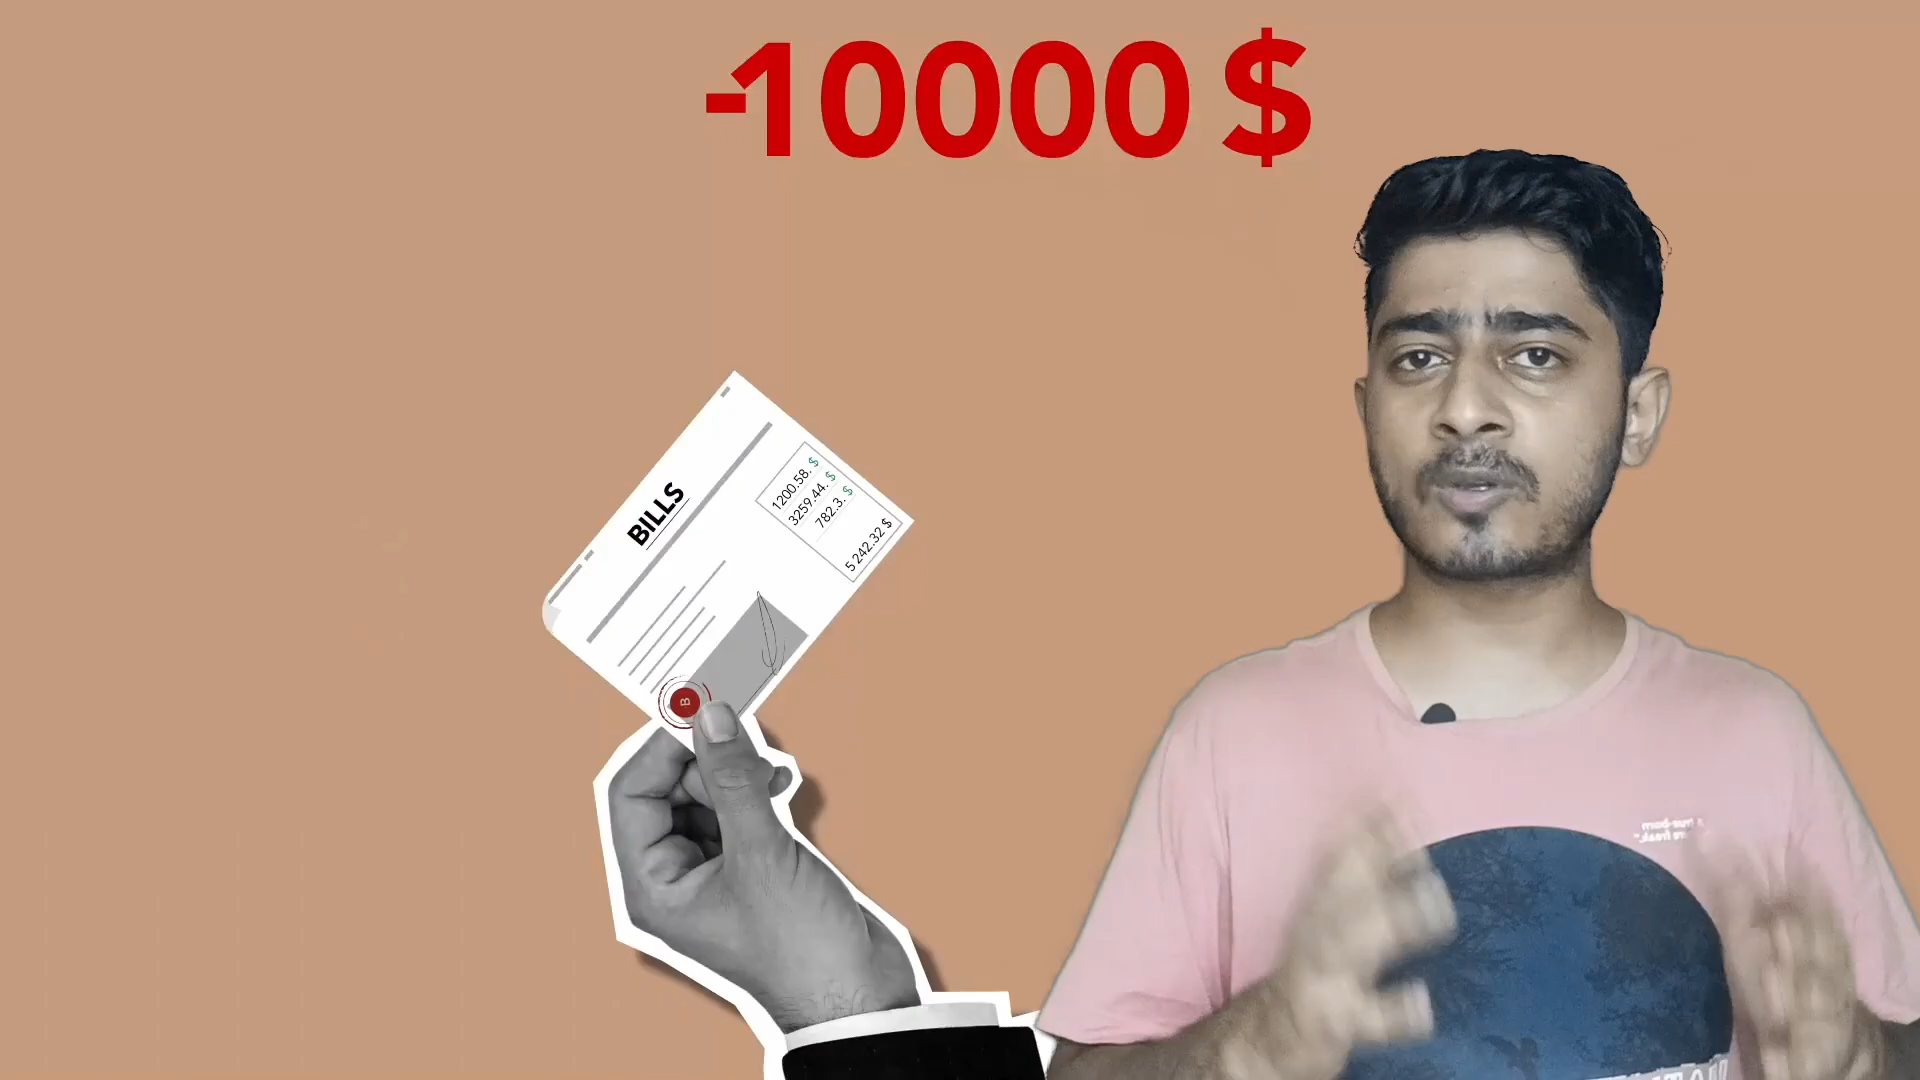 -10000 $
BILLS
1200.58. $
3259.44. $
782.3. $
5 242.32 $
B